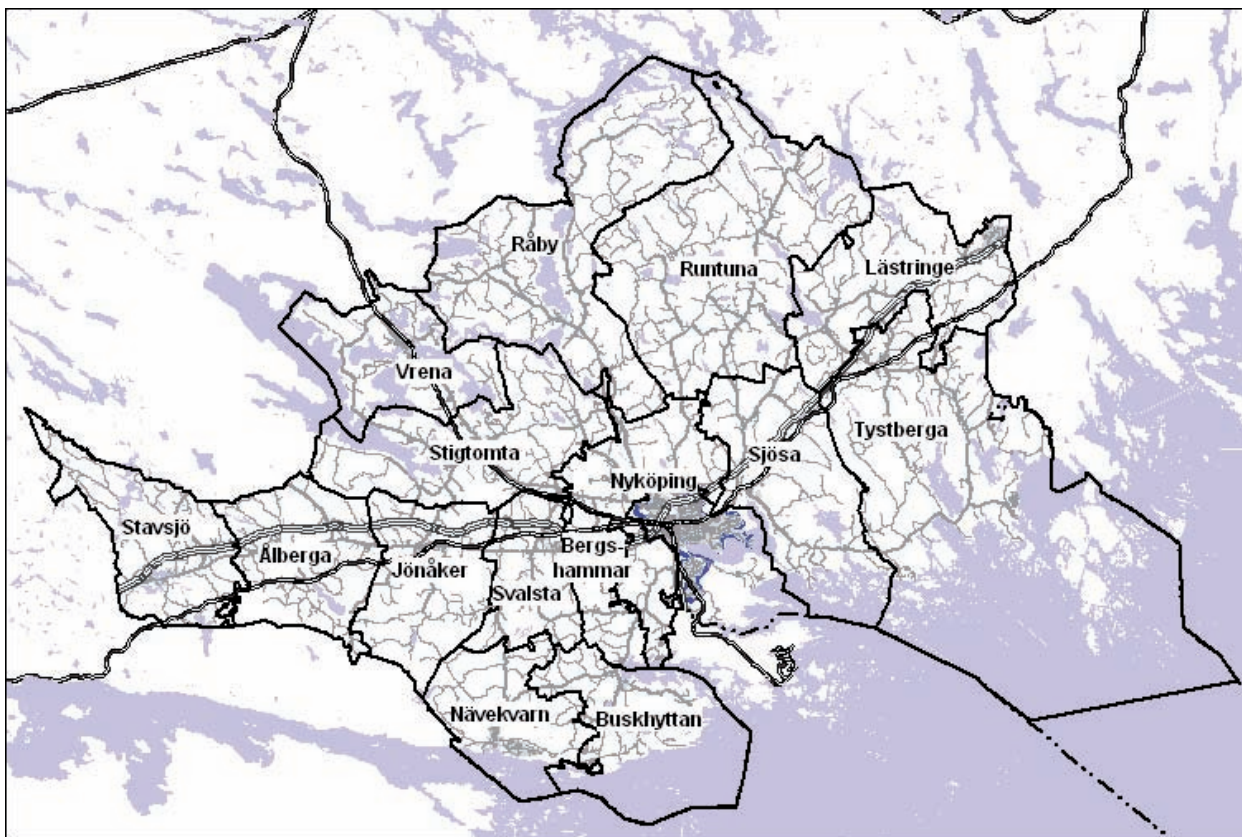 Råby
Runtuna
Lästringe
Vrena
Tystberga
Stigtomta
Sjösa
Nyköping
Stavsjö
Ålberga
Bergs-
hammar
Jönåker
Svalsta
Nävekvarn
Buskhyttan